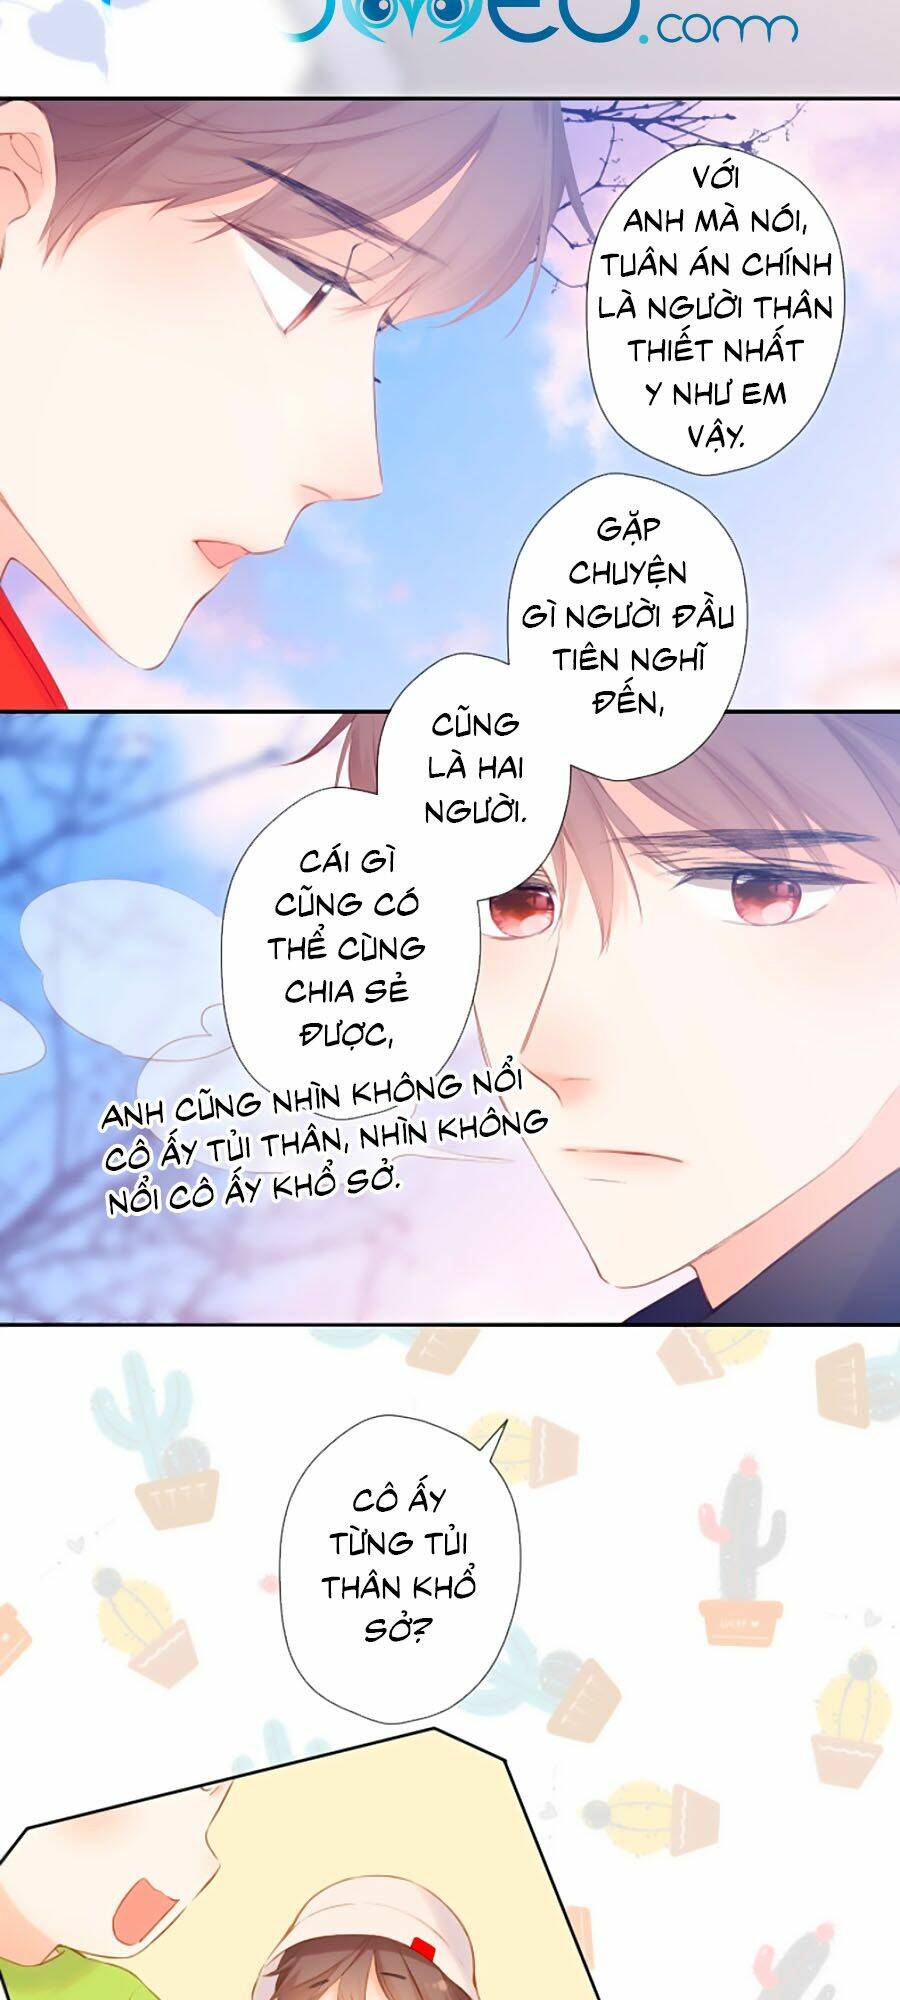 VỚI
ANH MÀ NÓI,
TUÂN ÁN CHÍNH
LÀ NGƯỜI THÂN
THIẾT NHẤT
Y NHƯ EM
VẬY.
GẶP
CHUYỆN
GÌ NGƯỜI ĐẦU
TIÊN NGHĨ
ĐẾN,
CŨNG
LÀ HAI
NGƯỜI.
CÁI GÌ
CŨNG CÓ
THỂ CÙNG
CHIA SẺ
ĐƯỢC,
ANH CŨNG NHÌN KHÔNG NỔI
CÔ ẤY TỦI THÂN, NHÌN KHÔNG
NỔI CÔ ẤY KHỔ SỞ.
CÔ ẤY
TỪNG TỦI
THÂN KHỔ
SỞ?